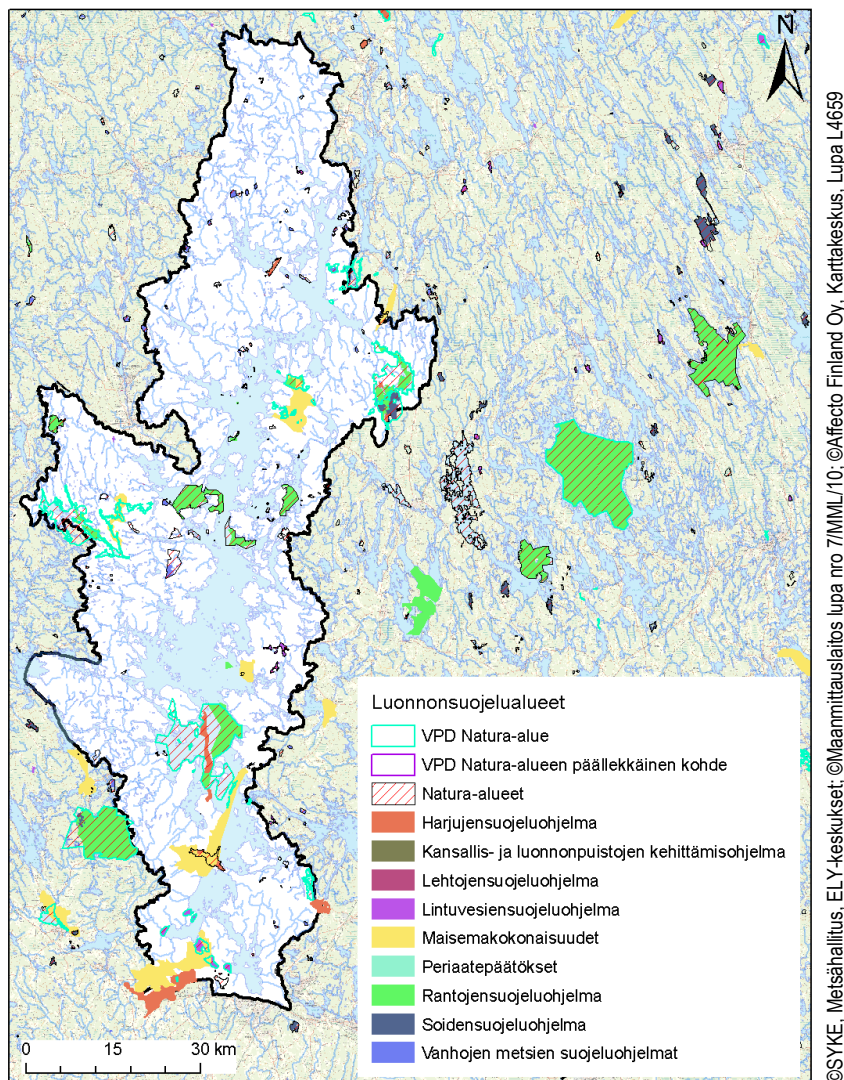 N
Luonnonsuojelualueet
VPD Natura-alue
VPD Natura-alueen päällekkäinen kohde
Natura-alueet
Harjujensuojeluohjelma
Kansallis- ja luonnonpuistojen kehittämisohjelma
Lehtojensuojeluohjelma
Lintuvesiensuojeluohjelma
Maisemakokonaisuudet
Periaatepäätökset
Rantojensuojeluohjelma
Soidensuojeluohjelma
Vanhojen metsien suojeluohjelmat
0 15 30 km
©SYKE, Metsähallitus, ELY-keskukset; ©Maanmittauslaitos lupa nro 7/MML/10; ©Affecto Finland Oy, Karttakeskus, Lupa L4659